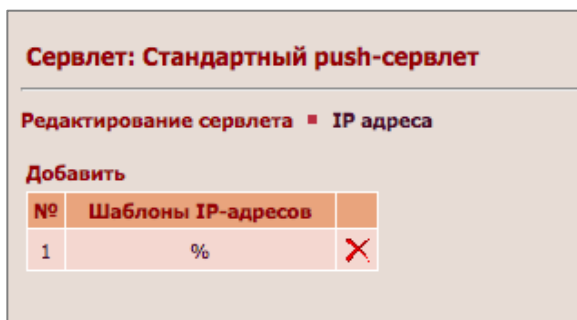 Сервлет: Стандартный push-сервлет
Редактирование сервлета ▪ IP адреса
Добавить
№ Шаблоны IP-адресов
1 %